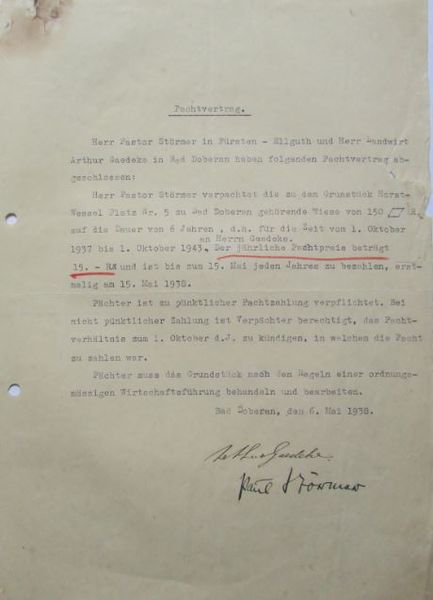 Pachtvertrag.
Herr Pastor Störmer in Fürsten - Ellguth und Herr Landwirt
Arthur Gaedcke in Bad Doberan haben folgenden Pachtvertrag ab-
geschlossen:
Herr Pastor Störmer verpachtet die zu dem Grunstück Horst-
Wessel Platz Nr. 5 zu Bad Doberan gehörende Wiese von 150 □ R.
auf die Dauer von 6 Jahren , d.h. für die Zeit vom 1. Oktober
an Herrn Gaedcke.
1937 bis 1. Oktober 1943. Der jährliche Pachtpreis beträgt
15. - RM und ist bis zum 15. Mai jeden Jahres zu bezahlen, erst-
malig am 15. Mai 1938.
Pächter ist zu pünktlicher Pachtzahlung verpflichtet. Bei
nicht pünktlicher Zahlung ist Verpächter berechtigt, das Pacht-
verhältnis zum 1. Oktober d.J. zu kündigen, in welchem die Pacht
zu zahlen war.
Pächter muss das Grundstück nach den Regeln einer ordnungs-
mässigen Wirtschaftsführung behandeln und bearbeiten.
Bad Doberan, den 6. Mai 1938.
Arthur Gaedcke.
Paul Störmer